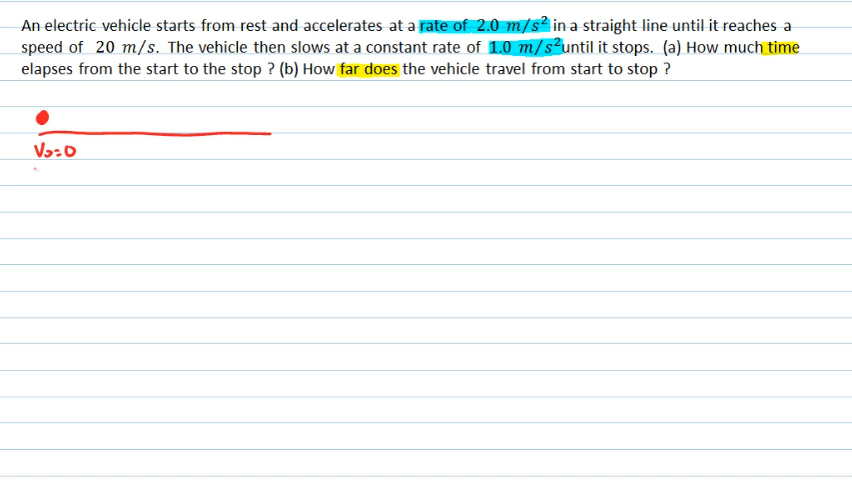 An electric vehicle starts from rest and accelerates at a rate of 2.0 m/s² in a straight line until it reaches a
speed of 20 m/s. The vehicle then slows at a constant rate of 1.0 m/s²until it stops. (a) How much time
elapses from the start to the stop ? (b) How far does the vehicle travel from start to stop ?
V₀=0